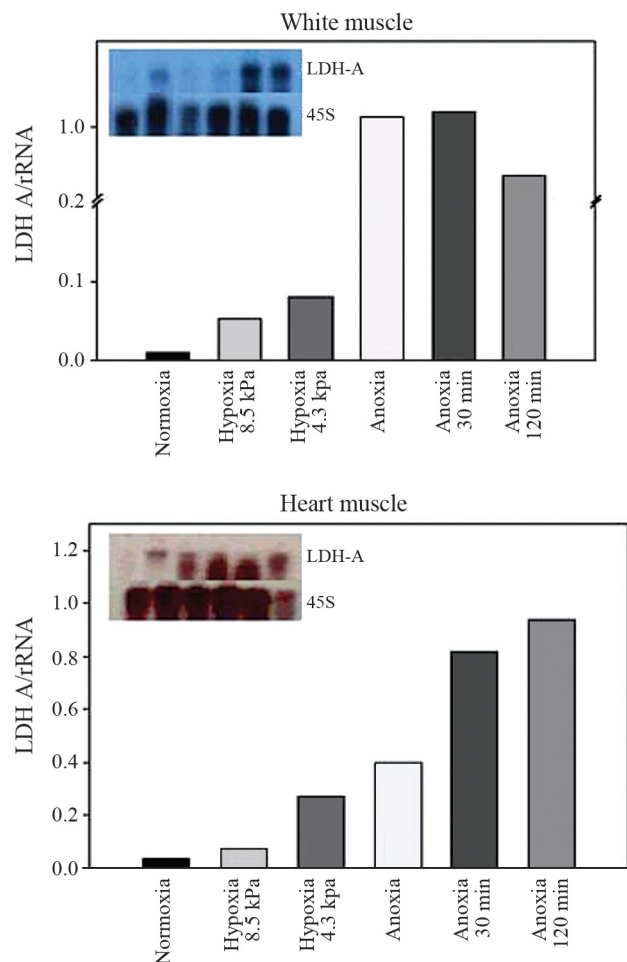 White muscle
LDH-A
45S
LDH A/rRNA
1.0
0.2
0.1
0.0
Normoxia
Hypoxia
8.5 kPa
Hypoxia
4.3 kpa
Anoxia
Anoxia
30 min
Anoxia
120 min
Heart muscle
LDH-A
45S
LDH A/rRNA
1.2
1.0
0.8
0.6
0.4
0.2
0.0
Normoxia
Hypoxia
8.5 kPa
Hypoxia
4.3 kpa
Anoxia
Anoxia
30 min
Anoxia
120 min